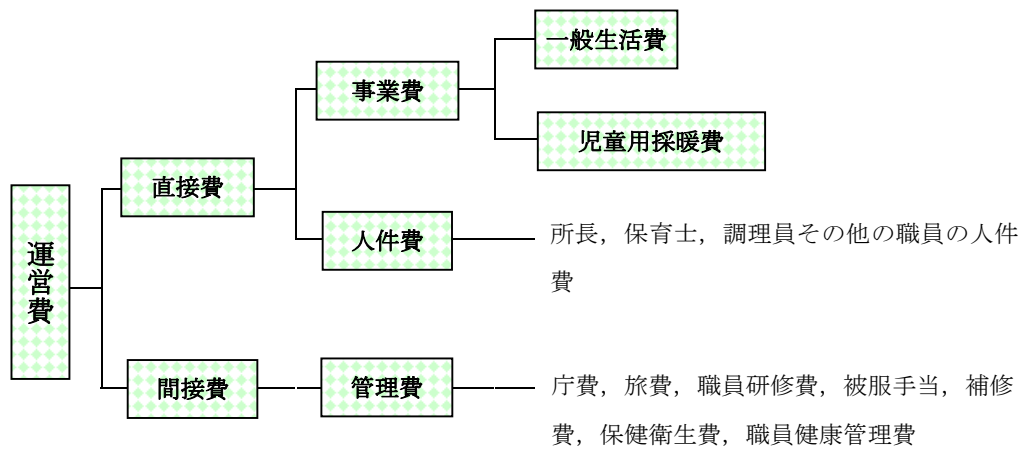 一般生活費
事業費
児童用採暖費
直接費
運営費
人件費
所長，保育士，調理員その他の職員の人件
費
間接費
管理費
庁費，旅費，職員研修費，被服手当，補修
費，保健衛生費，職員健康管理費